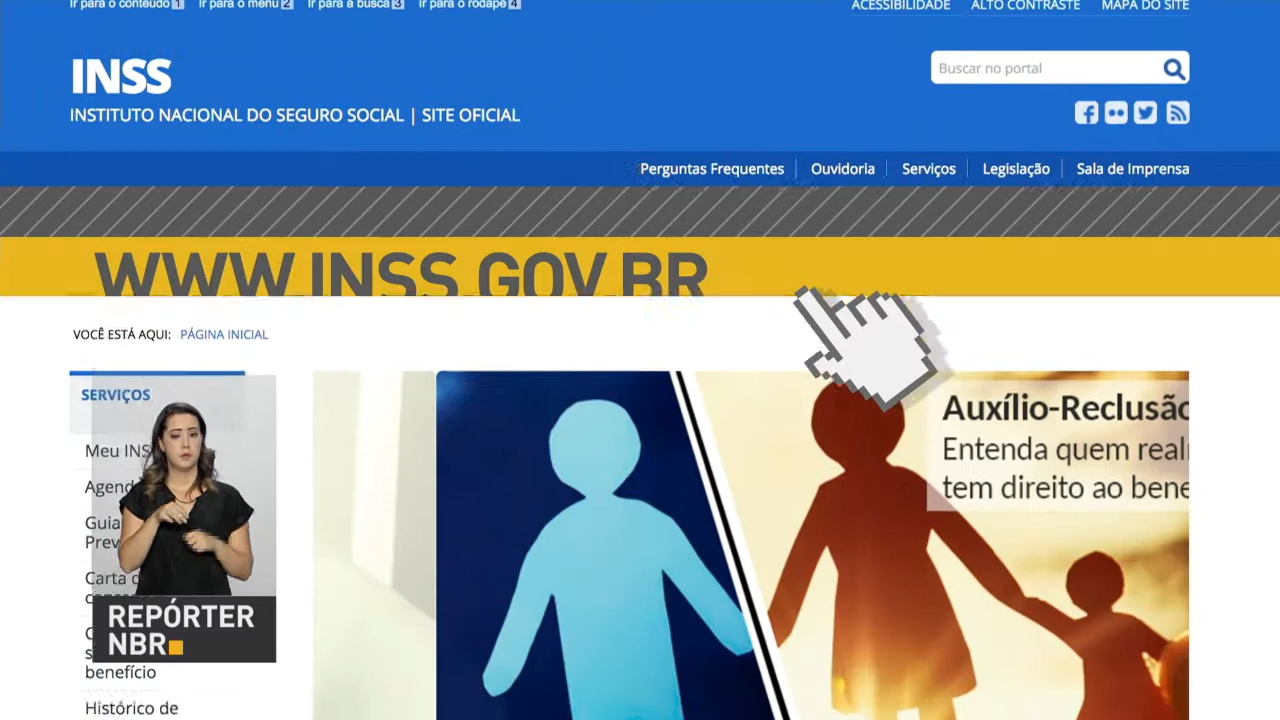 Ir para o conteúdo 1 Ir para o menu 2 Ir para a busca 3 Ir para o rodapé 4
ACESSIBILIDADE ALTO CONTRASTE MAPA DO SITE
INSS
Buscar no portal
INSTITUTO NACIONAL DO SEGURO SOCIAL | SITE OFICIAL
Perguntas Frequentes Ouvidoria Serviços Legislação Sala de Imprensa
WWW.INSS.GOV.BR
VOCÊ ESTÁ AQUI: PÁGINA INICIAL
SERVIÇOS
Meu INS
Agend
Guia
Prev
Carta
benefício
Histórico de
REPÓRTER
NBR
Auxílio-Reclusão
Entenda quem real
tem direito ao bene